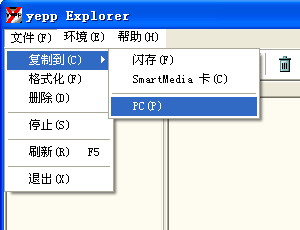 yepp Explorer
文件(F) 环境(E) 帮助(H)
复制到(C)
格式化(F)
删除(D)
停止(S)
刷新(R) F5
退出(X)
闪存(F)
SmartMedia 卡(C)
PC(P)